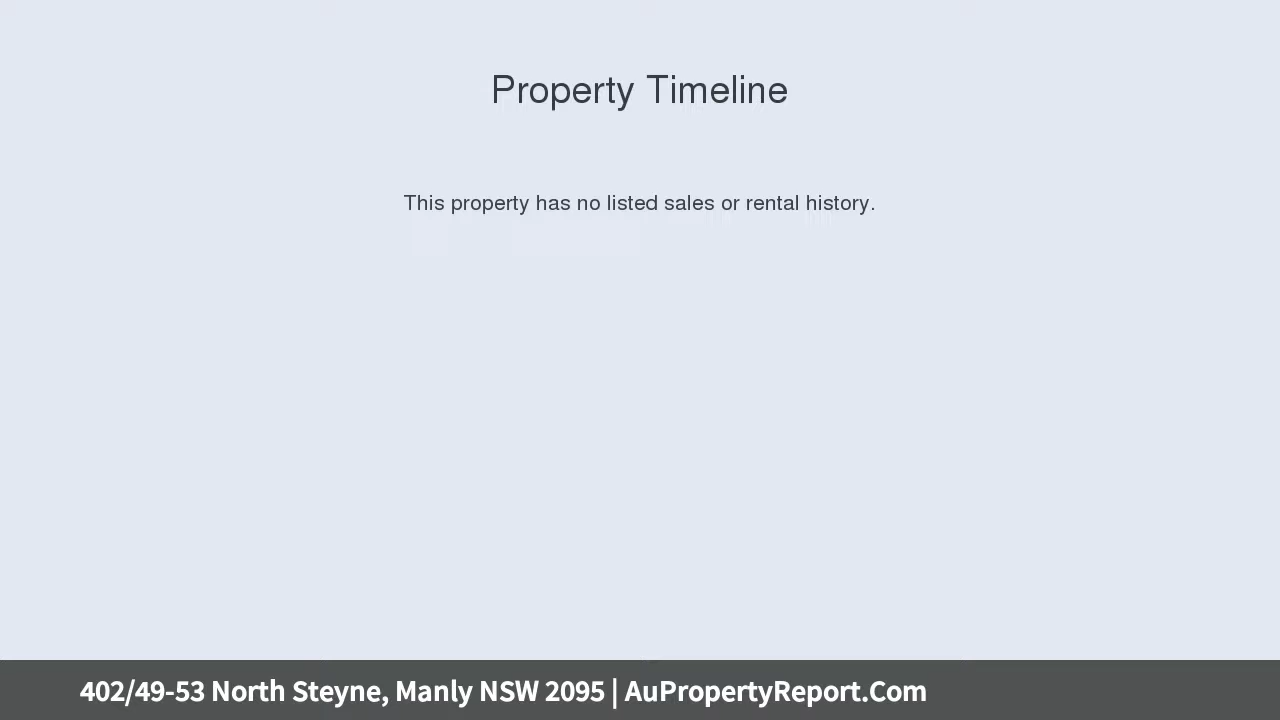 Property Timeline
This property has no listed sales or rental history.
402/49-53 North Steyne, Manly NSW 2095 | AuPropertyReport.Com